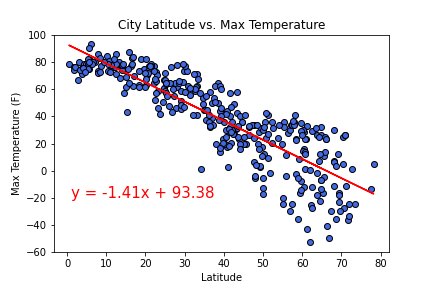 City Latitude vs. Max Temperature
Max Temperature (F)
100
80
60
40
20
0
−20
−40
−60
y = -1.41x + 93.38
0 10 20 30 40 50 60 70 80
Latitude